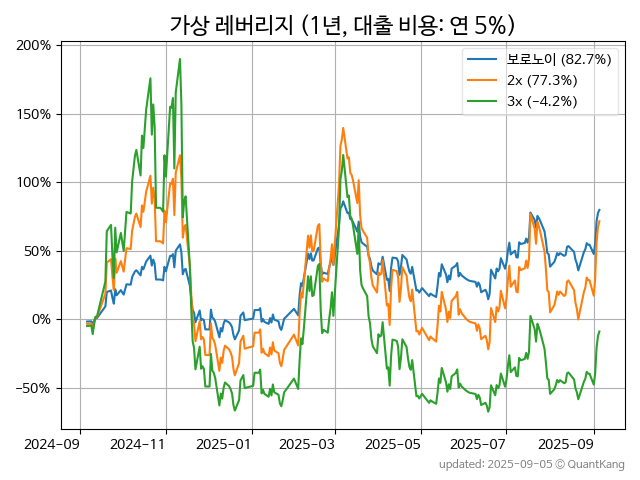 가상 레버리지 (1년, 대출 비용: 연 5%)
200%
150%
100%
50%
0%
−50%
보로노이 (82.7%)
2x (77.3%)
3x (−4.2%)
2024-09
2024-11
2025-01
2025-03
2025-05
2025-07
2025-09
updated: 2025-09-05 © QuantKang